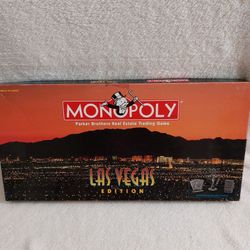 MONOPOLY
Parker Brothers Real Estate Trading Game
LAS VEGAS
EDITION